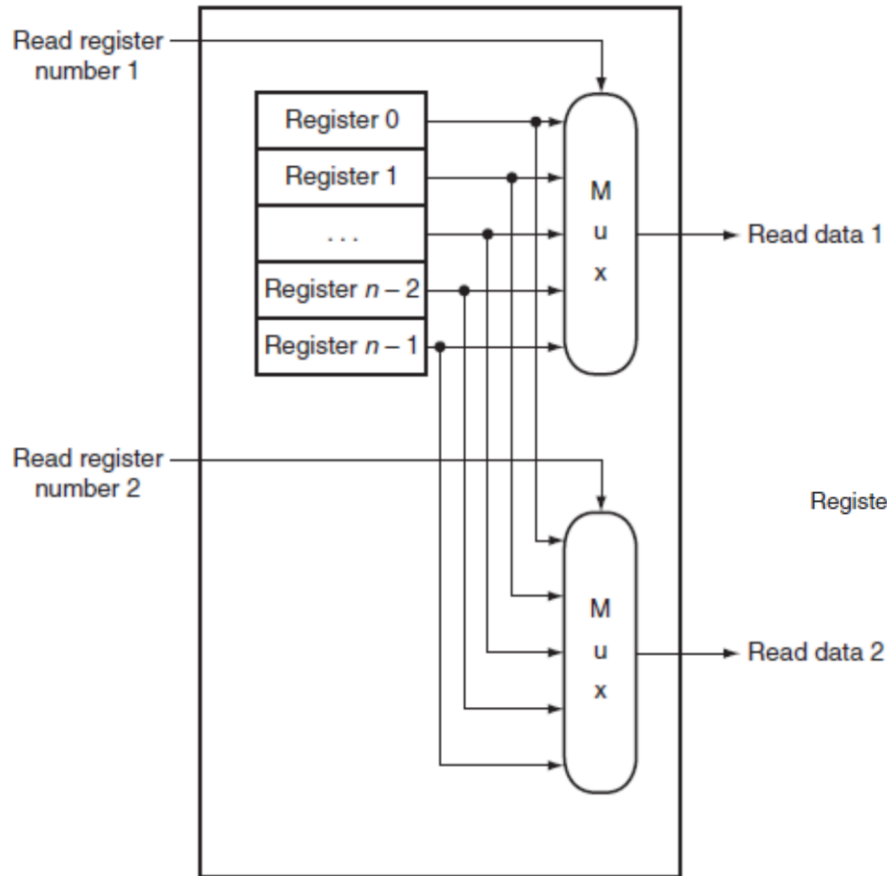 Read register
number 1
Register 0
Register 1
. . .
Register n – 2
Register n – 1
M
u
x
Read data 1
Read register
number 2
Registe
M
u
x
Read data 2